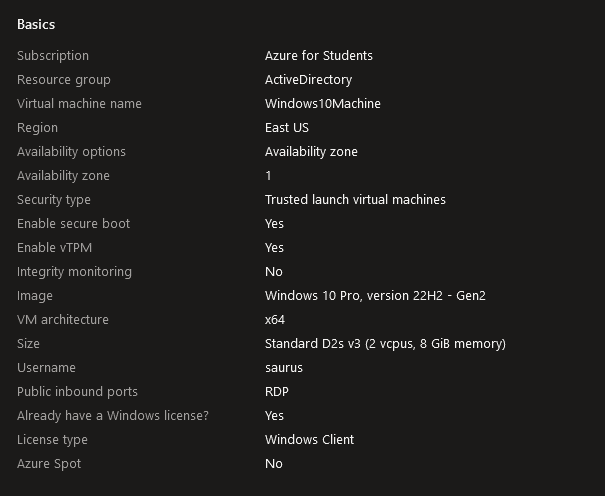 Basics
Subscription Azure for Students
Resource group ActiveDirectory
Virtual machine name Windows10Machine
Region East US
Availability options Availability zone
Availability zone 1
Security type Trusted launch virtual machines
Enable secure boot Yes
Enable vTPM Yes
Integrity monitoring No
Image Windows 10 Pro, version 22H2 - Gen2
VM architecture x64
Size Standard D2s v3 (2 vcpus, 8 GiB memory)
Username saurus
Public inbound ports RDP
Already have a Windows license? Yes
License type Windows Client
Azure Spot No